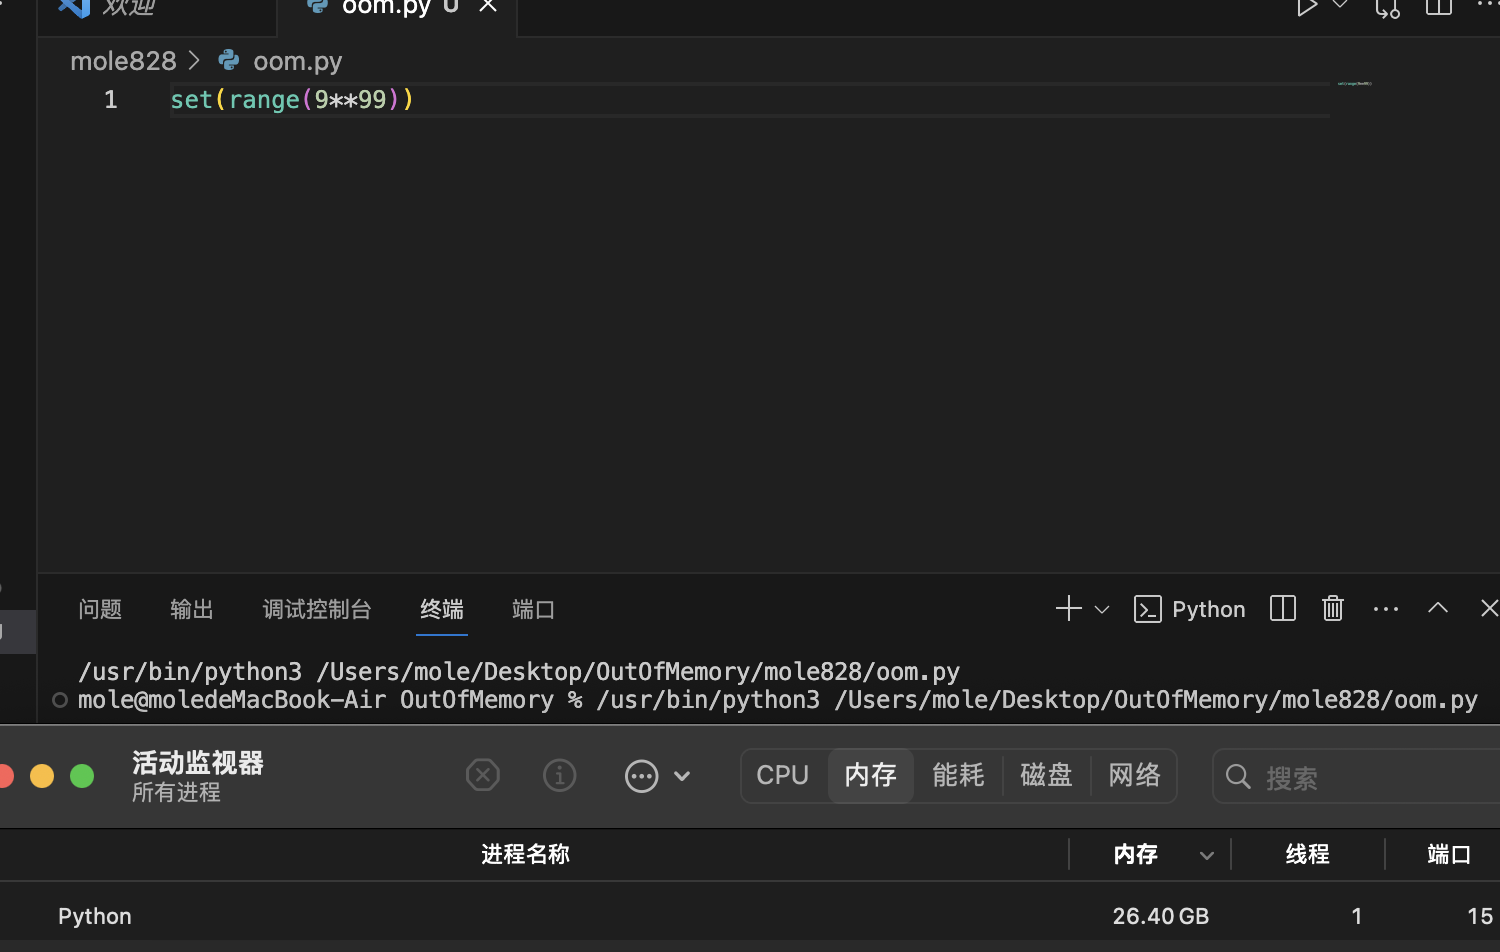 欢迎
oom.py U
mole828 > oom.py
1 set(range(9**99))
问题 输出 调试控制台 终端 端口
Python
/usr/bin/python3 /Users/mole/Desktop/OutOfMemory/mole828/oom.py
mole@moledeMacBook-Air OutOfMemory % /usr/bin/python3 /Users/mole/Desktop/OutOfMemory/mole828/oom.py
活动监视器
所有进程
CPU 内存 能耗 磁盘 网络
搜索
进程名称 内存 线程 端口
Python 26.40 GB 1 15